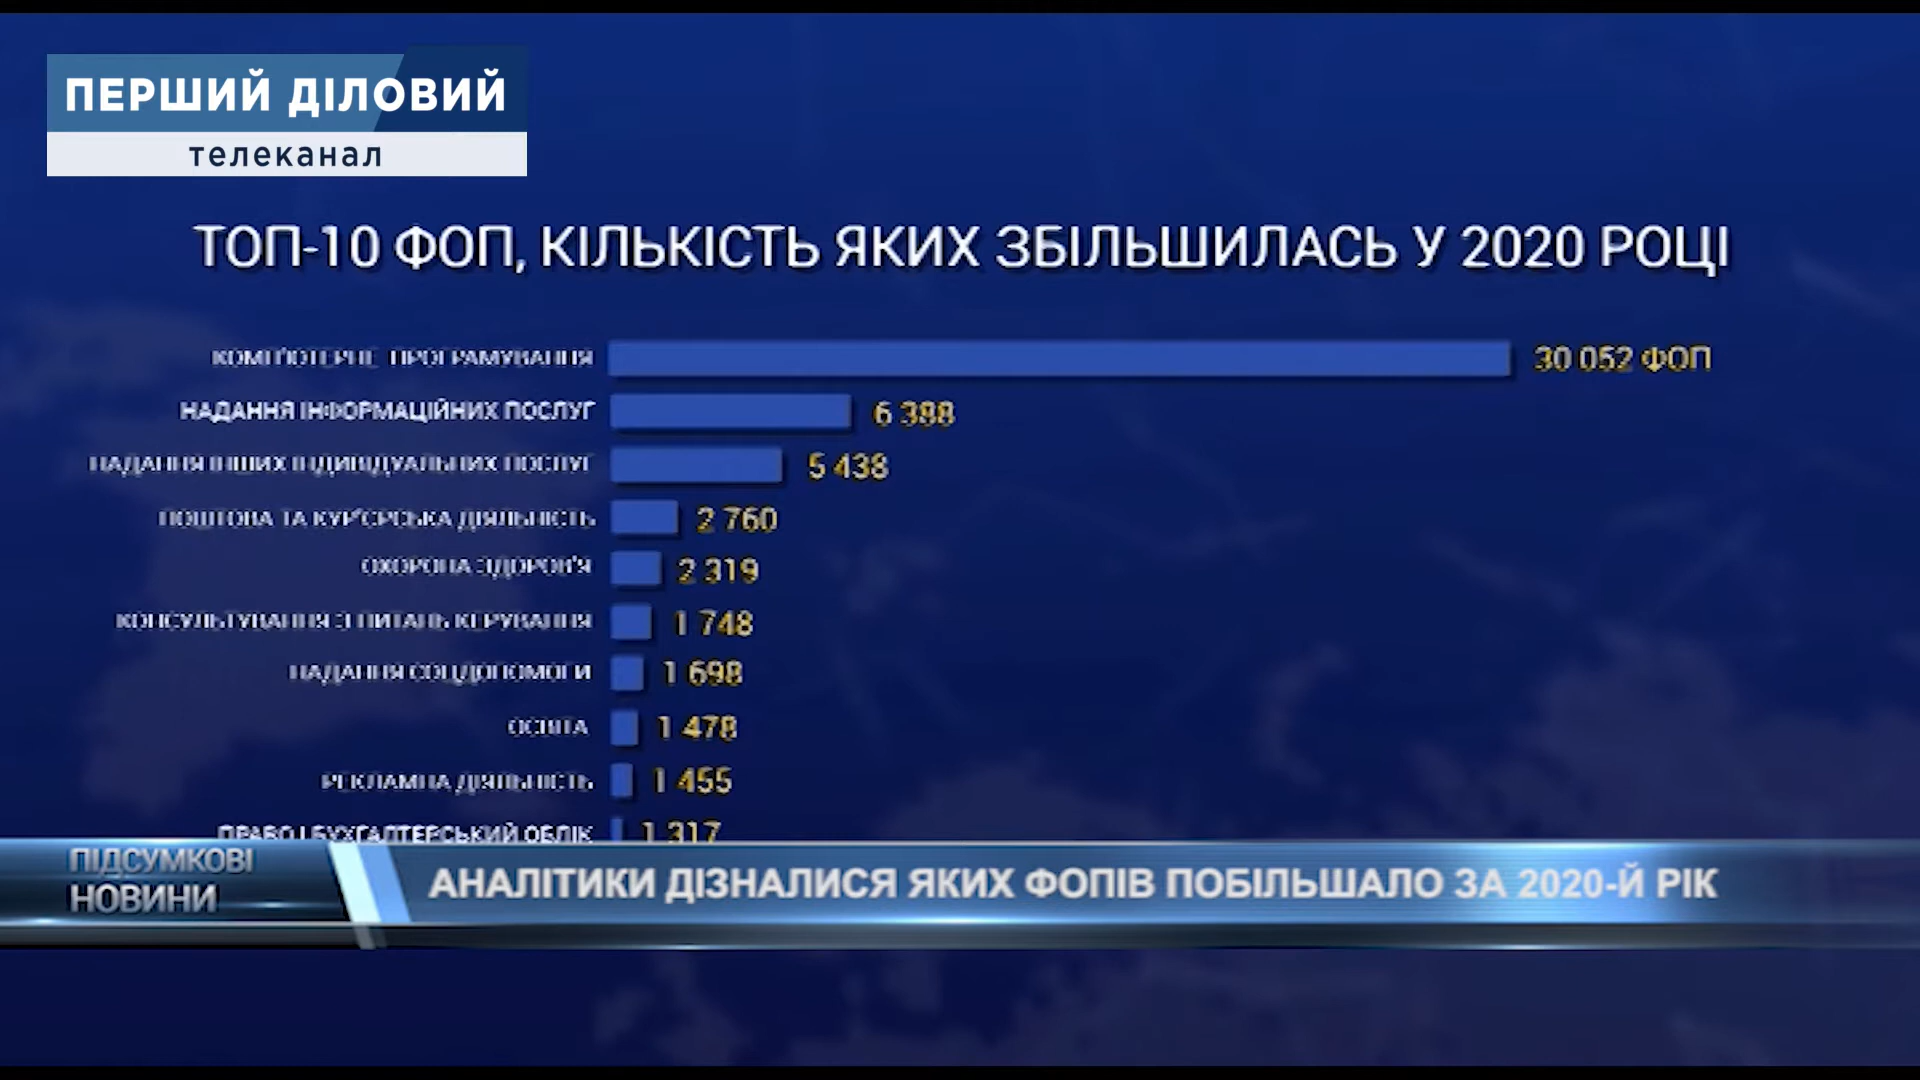 ПЕРШИЙ ДІЛОВИЙ
телеканал
ТОП-10 ФОП, КІЛЬКІСТЬ ЯКИХ ЗБІЛЬШИЛАСЬ У 2020 РОЦІ
КОМП'ЮТЕРНЕ ПРОГРАМУВАННЯ 30 052 ФОП
НАДАННЯ ІНФОРМАЦІЙНИХ ПОСЛУГ 6 388
НАДАННЯ ІНШИХ ІНДИВІДУАЛЬНИХ ПОСЛУГ 5 438
ПОШТОВА ТА КУР'ЄРСЬКА ДІЯЛЬНІСТЬ 2 760
ОХОРОНА ЗДОРОВ'Я 2 319
КОНСУЛЬТУВАННЯ З ПИТАНЬ КЕРУВАННЯ 1 748
НАДАННЯ СОЦДОПОМОГИ 1 698
ОСВІТА 1 478
РЕКЛАМНА ДІЯЛЬНІСТЬ 1 455
ПРАВО І БУХГАЛТЕРСЬКИЙ ОБЛІК 1 317
ПІДСУМКОВІ
НОВИНИ
АНАЛІТИКИ ДІЗНАЛИСЯ ЯКИХ ФОПІВ ПОБІЛЬШАЛО ЗА 2020-Й РІК